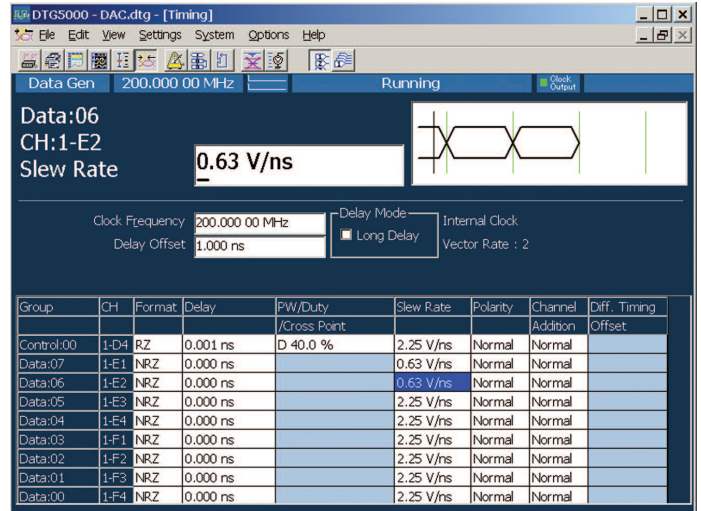 DTG5000 - DAC.dtg - [Timing]
File Edit View Settings System Options Help
Data Gen 200.000 00 MHz Running Clock Output
Data:06
CH:1-E2
Slew Rate 0.63 V/ns
Clock Frequency 200.000 00 MHz Delay Mode Internal Clock
Delay Offset 1.000 ns Long Delay Vector Rate : 2
Group CH Format Delay PW/Duty Slew Rate Polarity Channel Diff. Timing
/Cross Point Addition Offset
Control:00 1-D4 RZ 0.001 ns D 40.0 % 2.25 V/ns Normal Normal
Data:07 1-E1 NRZ 0.000 ns 0.63 V/ns Normal Normal
Data:06 1-E2 NRZ 0.000 ns 0.63 V/ns Normal Normal
Data:05 1-E3 NRZ 0.000 ns 2.25 V/ns Normal Normal
Data:04 1-E4 NRZ 0.000 ns 2.25 V/ns Normal Normal
Data:03 1-F1 NRZ 0.000 ns 2.25 V/ns Normal Normal
Data:02 1-F2 NRZ 0.000 ns 2.25 V/ns Normal Normal
Data:01 1-F3 NRZ 0.000 ns 2.25 V/ns Normal Normal
Data:00 1-F4 NRZ 0.000 ns 2.25 V/ns Normal Normal